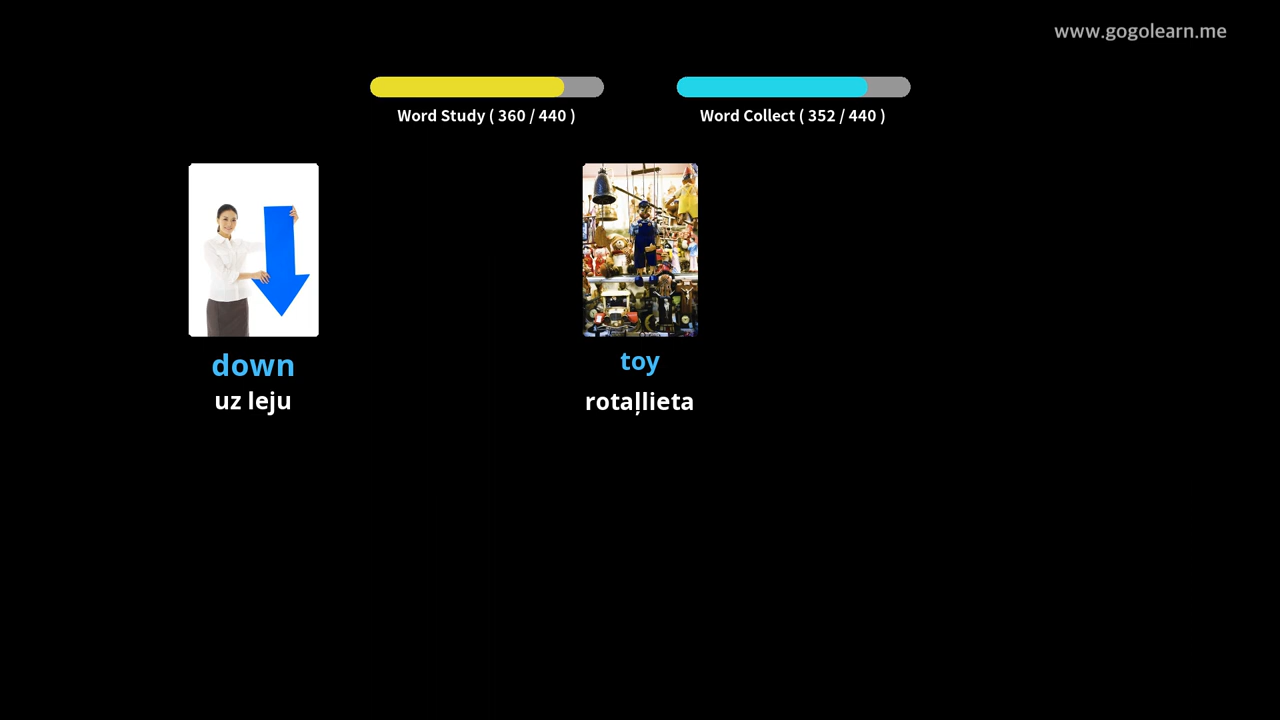 www.gogolearn.me
Word Study ( 360 / 440 )
Word Collect ( 352 / 440 )
down
uz leju
toy
rotaļlieta